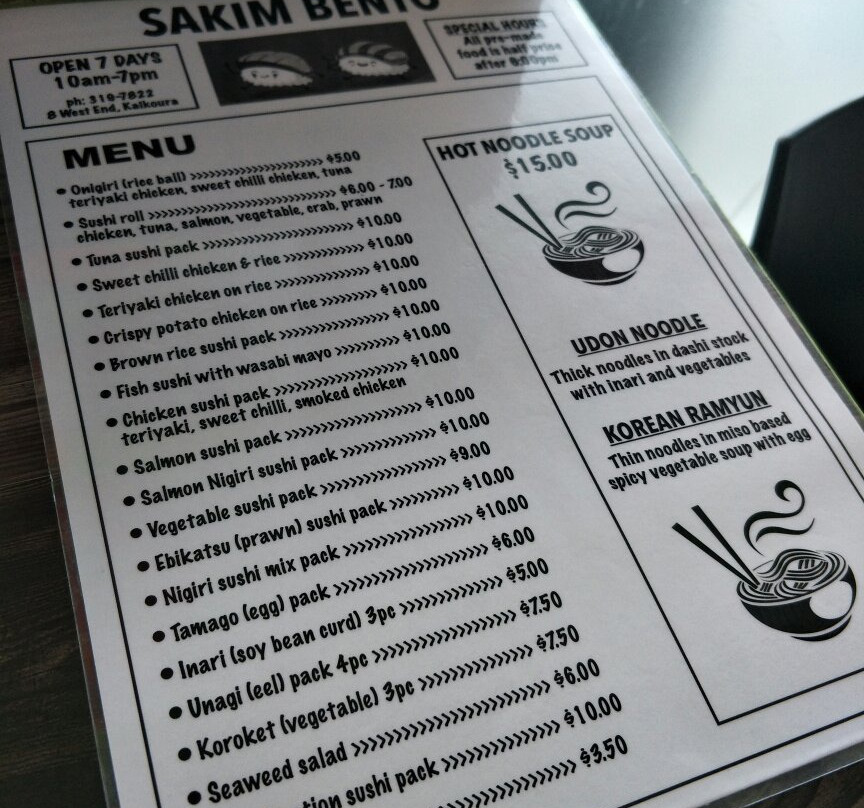 SAKIM BENTO
OPEN 7 DAYS
10am-7pm
ph: 319-7822
8 West End, Kaikoura
SPECIAL HOURS
All pre-made
food is half price
after 6:00pm
MENU
Onigiri (rice ball) >>>>>>>>>>>>>>>>>>>>>>> $5.00
teriyaki chicken, sweet chilli chicken, tuna
Sushi roll >>>>>>>>>>>>>>>>>>>>>>>>>>>> $6.00 - 7.00
chicken, tuna, salmon, vegetable, crab, prawn
Tuna sushi pack >>>>>>>>>>>>>>>>>>>>> $10.00
Sweet chilli chicken & rice >>>>>>>>>>> $10.00
Teriyaki chicken on rice >>>>>>>>>>>>> $10.00
Crispy potato chicken on rice >>>>>>> $10.00
Brown rice sushi pack >>>>>>>>>>>>>>> $10.00
Fish sushi with wasabi mayo >>>>>>>>> $10.00
Chicken sushi pack >>>>>>>>>>>>>>>>> $10.00
teriyaki, sweet chilli, smoked chicken
Salmon sushi pack >>>>>>>>>>>>>>>>> $10.00
Salmon Nigiri sushi pack >>>>>>>>>>> $10.00
Vegetable sushi pack >>>>>>>>>>>>>>> $9.00
Ebikatsu (prawn) sushi pack >>>>>>>> $10.00
Nigiri sushi mix pack >>>>>>>>>>>>>>> $10.00
Tamago (egg) pack >>>>>>>>>>>>>>>>> $6.00
Inari (soy bean curd) 3pc >>>>>>>>>>> $5.00
Unagi (eel) pack 4pc >>>>>>>>>>>>>>> $7.50
Koroket (vegetable) 3pc >>>>>>>>>>>> $7.50
Seaweed salad >>>>>>>>>>>>>>>>>>>>> $6.00
sushi pack >>>>>>>>>>>>> $10.00
>>>>>>>>>>>>>> $3.50
HOT NOODLE SOUP
$15.00
UDON NOODLE
Thick noodles in dashi stock
with inari and vegetables
KOREAN RAMYUN
Thin noodles in miso based
spicy vegetable soup with egg